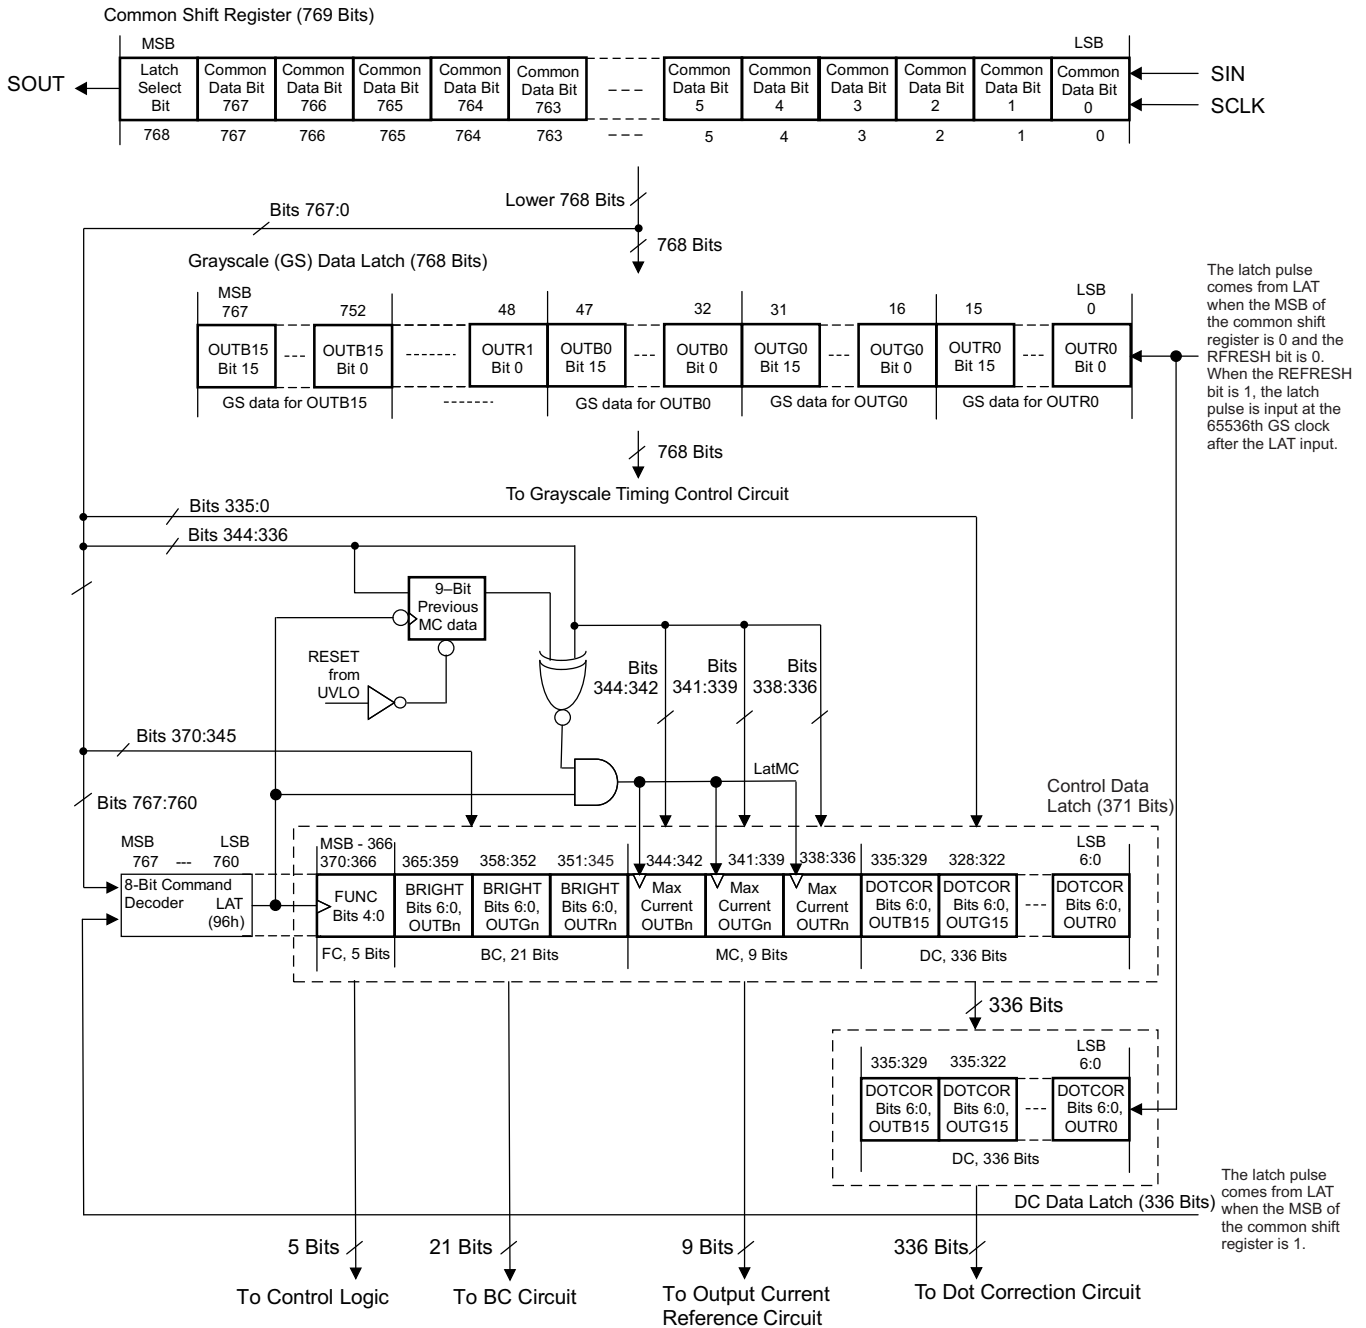 Common Shift Register (769 Bits)
MSB
LSB
SOUT
Latch Select Bit
Common Data Bit 767
Common Data Bit 766
Common Data Bit 765
Common Data Bit 764
Common Data Bit 763
Common Data Bit 5
Common Data Bit 4
Common Data Bit 3
Common Data Bit 2
Common Data Bit 1
Common Data Bit 0
SIN
SCLK
768 767 766 765 764 763 5 4 3 2 1 0
Lower 768 Bits
Bits 767:0
768 Bits
Grayscale (GS) Data Latch (768 Bits)
MSB
767 752 48 47 32 31 16 15
LSB
0
OUTB15 Bit 15
OUTB15 Bit 0
OUTR1 Bit 0
OUTB0 Bit 15
OUTB0 Bit 0
OUTG0 Bit 15
OUTG0 Bit 0
OUTR0 Bit 15
OUTR0 Bit 0
GS data for OUTB15
GS data for OUTB0
GS data for OUTG0
GS data for OUTR0
The latch pulse
comes from LAT
when the MSB of
the common shift
register is 0 and the
RFRESH bit is 0.
When the REFRESH
bit is 1, the latch
pulse is input at the
65536th GS clock
after the LAT input.
768 Bits
To Grayscale Timing Control Circuit
Bits 335:0
Bits 344:336
9–Bit
Previous
MC data
RESET
from
UVLO
Bits 344:342
Bits 341:339
Bits 338:336
Bits 370:345
LatMC
Bits 767:760
Control Data
Latch (371 Bits)
MSB LSB
767 --- 760
8-Bit Command
Decoder
LAT
(96h)
MSB - 366
370:366 365:359 358:352 351:345 344:342 341:339 338:336 335:329 328:322
LSB
6:0
FUNC Bits 4:0
BRIGHT Bits 6:0, OUTBn
BRIGHT Bits 6:0, OUTGn
BRIGHT Bits 6:0, OUTRn
Max Current OUTBn
Max Current OUTGn
Max Current OUTRn
DOTCOR Bits 6:0, OUTB15
DOTCOR Bits 6:0, OUTG15
DOTCOR Bits 6:0, OUTR0
FC, 5 Bits
BC, 21 Bits
MC, 9 Bits
DC, 336 Bits
336 Bits
335:329 335:322
LSB
6:0
DOTCOR Bits 6:0, OUTB15
DOTCOR Bits 6:0, OUTG15
DOTCOR Bits 6:0, OUTR0
DC, 336 Bits
DC Data Latch (336 Bits)
The latch pulse
comes from LAT
when the MSB of
the common shift
register is 1.
5 Bits
21 Bits
9 Bits
336 Bits
To Control Logic
To BC Circuit
To Output Current
Reference Circuit
To Dot Correction Circuit